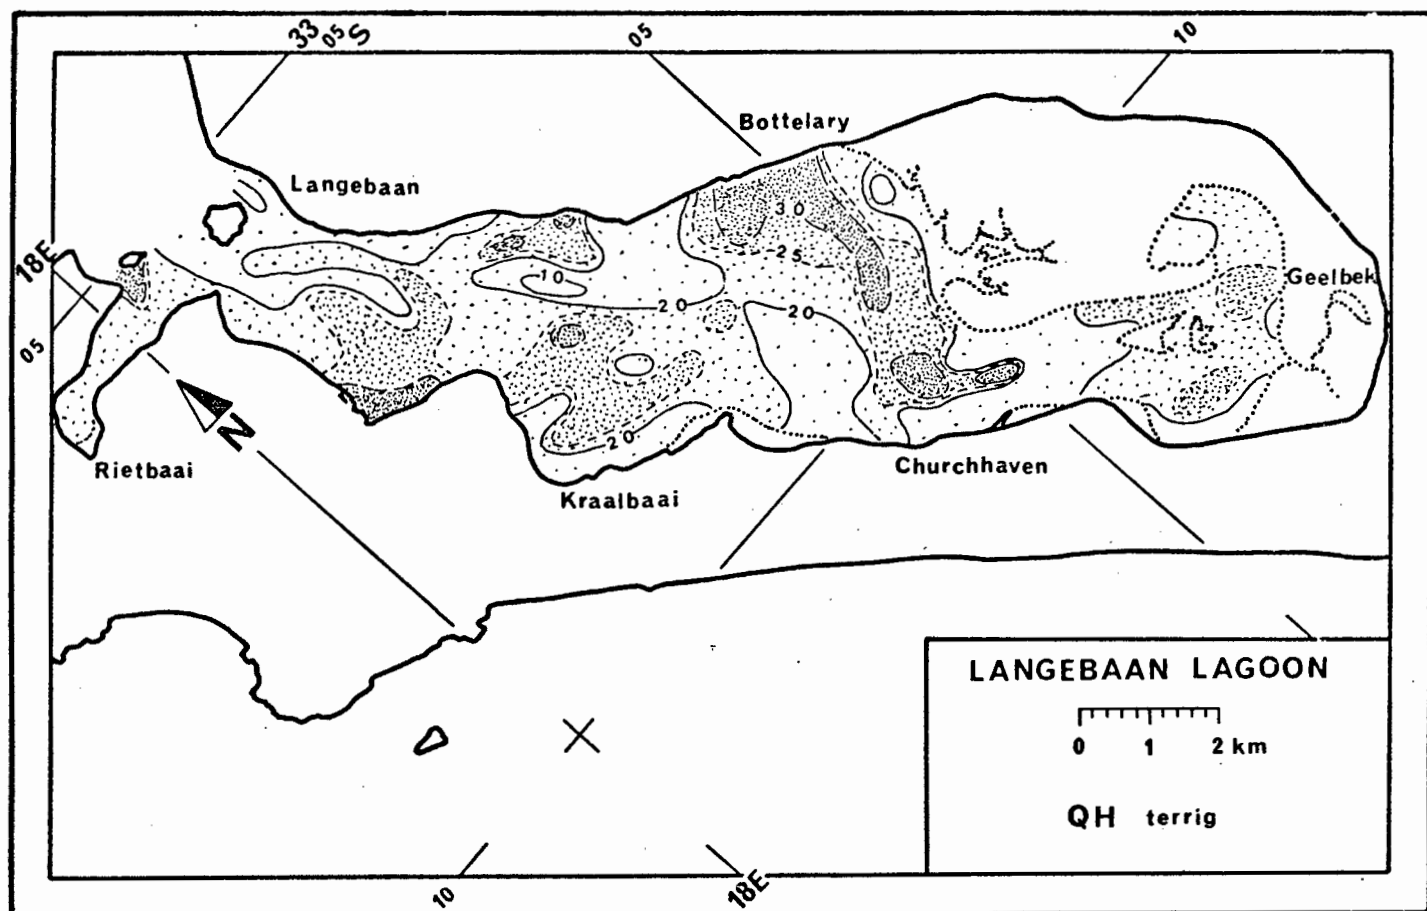 33 05 S
05
10
Bottelary
Langebaan
30
18E
25
Geelbek
10
20
20
05
N
20
Rietbaai
Churchhaven
Kraalbaai
LANGEBAAN LAGOON
0 1 2 km
QH terrig
10
18E